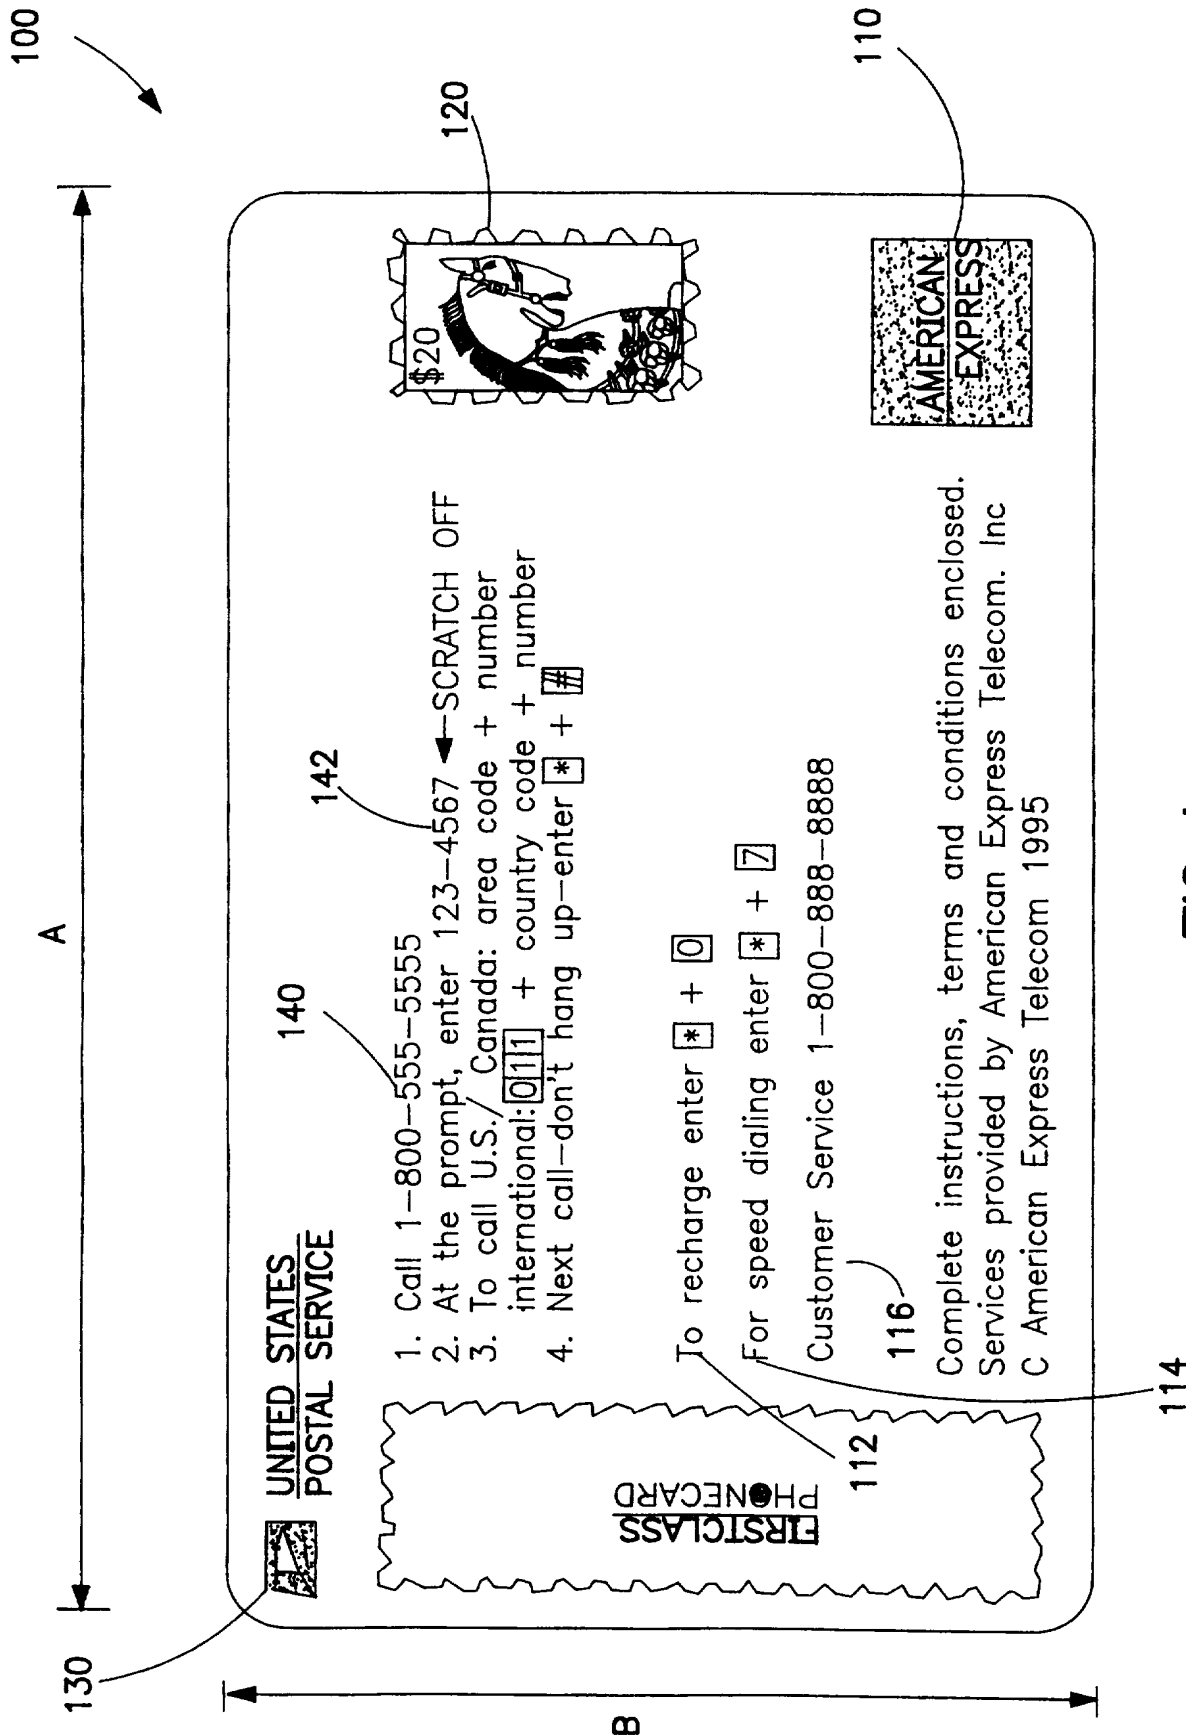 100
A
130
UNITED STATES
POSTAL SERVICE
120
$20
140
142
1. Call 1-800-555-5555
2. At the prompt, enter 123-4567 ←SCRATCH OFF
3. To call U.S./ Canada: area code + number
international: 011 + country code + number
4. Next call-don't hang up-enter * + #
FIRSTCLASS
PHONECARD
To recharge enter * + 0
112
For speed dialing enter * + 7
114
Customer Service 1-800-888-8888
116
AMERICAN
EXPRESS
110
Complete instructions, terms and conditions enclosed.
Services provided by American Express Telecom. Inc
C American Express Telecom 1995
B